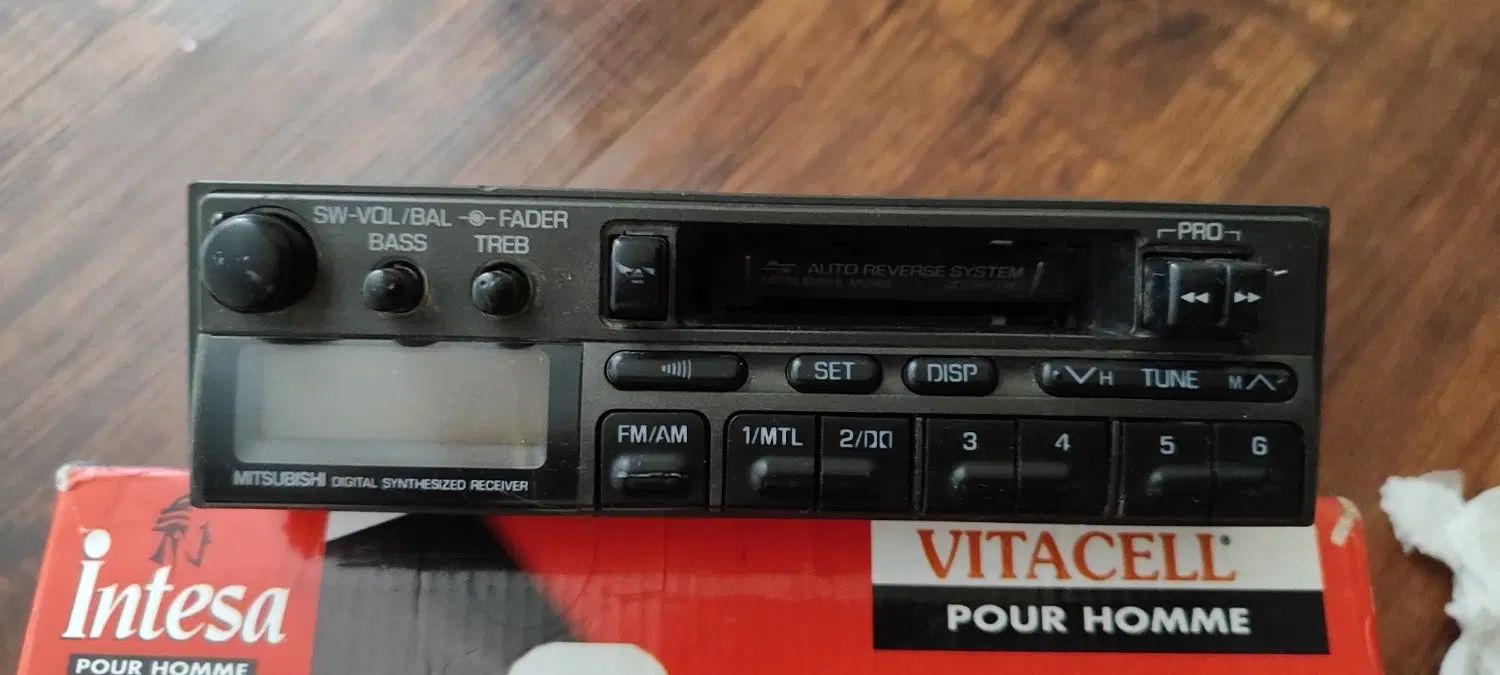 SW-VOL/BAL FADER
BASS TREB
AUTO REVERSE SYSTEM
PRO
SET
DISP
H TUNE M
FM/AM
1/MTL
2/
3
4
5
6
MITSUBISHI DIGITAL SYNTHESIZED RECEIVER
Intesa
POUR HOMME
VITACELL
POUR HOMME